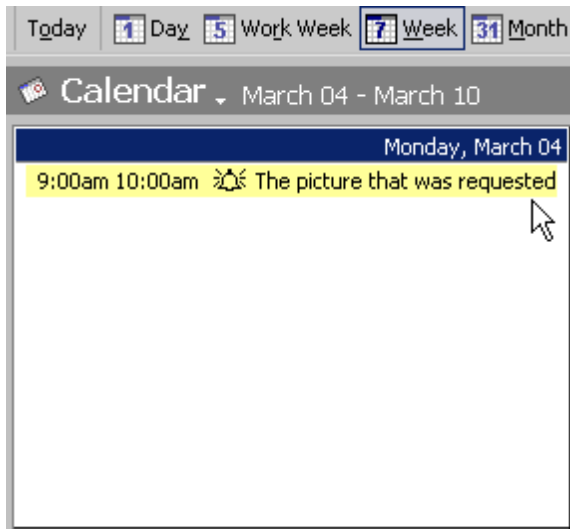 Today 1 Day 5 Work Week 7 Week 31 Month
Calendar March 04 - March 10
Monday, March 04
9:00am 10:00am The picture that was requested